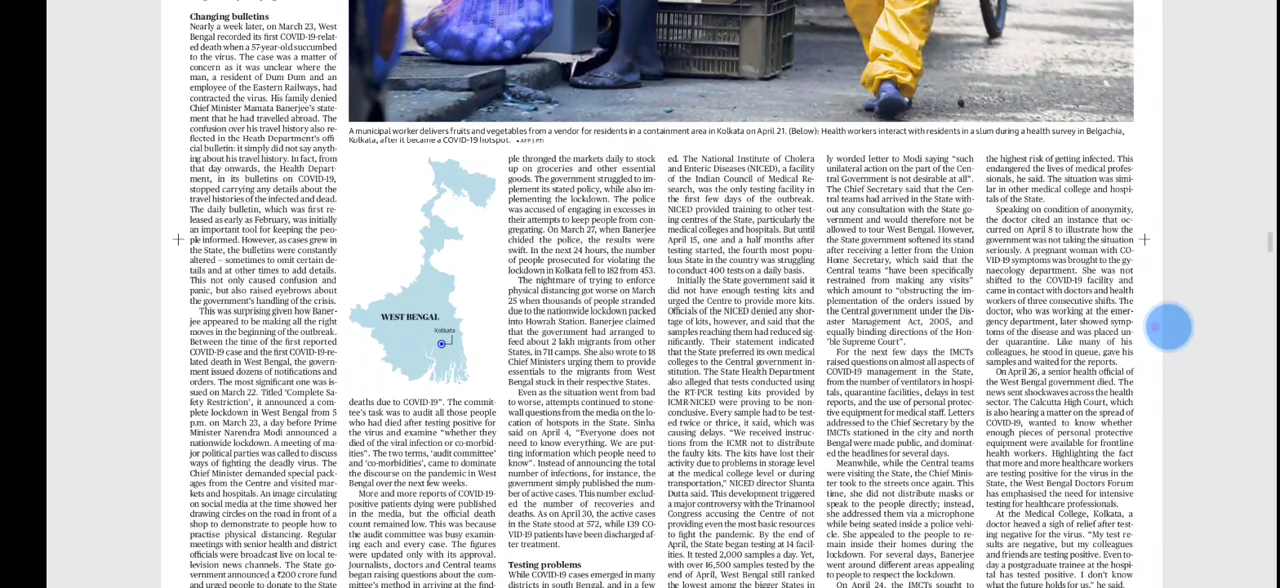 Changing bulletins
Nearly a week later, on March 23, West
Bengal recorded its first COVID-19-relat-
ed death when a 57-year-old succumbed
to the virus. The case was a matter of
concern as it was unclear where the
man, a resident of Dum Dum and an
employee of the Eastern Railways, had
contracted the virus. His family denied
Chief Minister Mamata Banerjee's state-
ment that he had travelled abroad. The
confusion over his travel history also re-
flected in the Heath Department's offi-
cial bulletin: it simply did not say anyth-
ing about his travel history. In fact, from
that day onwards, the Health Depart-
ment, in its bulletins on COVID-19,
stopped carrying any details about the
travel histories of the infected and dead.
The daily bulletin, which was first re-
leased as early as February, was initially
an important tool for keeping the peo-
ple informed. However, as cases grew in
the State, the bulletins were constantly
altered – sometimes to omit certain de-
tails and at other times to add details.
This not only caused confusion and
panic, but also raised eyebrows about
the government's handling of the crisis.
This was surprising given how Baner-
jee appeared to be making all the right
moves in the beginning of the outbreak.
Between the time of the first reported
COVID-19 case and the first COVID-19-re-
lated death in West Bengal, the govern-
ment issued dozens of notifications and
orders. The most significant one was is-
sued on March 22. Titled 'Complete Sa-
fety Restriction', it announced a com-
plete lockdown in West Bengal from 5
p.m. on March 23, a day before Prime
Minister Narendra Modi announced a
nationwide lockdown. A meeting of ma-
jor political parties was called to discuss
ways of fighting the deadly virus. The
Chief Minister demanded special pack-
ages from the Centre and visited mar-
kets and hospitals. An image circulating
on social media at the time showed her
drawing circles on the road in front of a
shop to demonstrate to people how to
practise physical distancing. Regular
meetings with senior health and district
officials were broadcast live on local te-
levision news channels. The State go-
vernment announced a ₹200 crore fund
and urged people to donate to the State
A municipal worker delivers fruits and vegetables from a vendor for residents in a containment area in Kolkata on April 21. (Below): Health workers interact with residents in a slum during a health survey in Belgachia,
Kolkata, after it became a COVID-19 hotspot. • AFP | PTI
WEST BENGAL
Kolkata
deaths due to COVID-19". The commit-
tee's task was to audit all those people
who had died after testing positive for
the virus and examine "whether they
died of the viral infection or co-morbid-
ities". The two terms, 'audit committee'
and 'co-morbidities', came to dominate
the discourse on the pandemic in West
Bengal over the next few weeks.
More and more reports of COVID-19-
positive patients dying were published
in the media, but the official death
count remained low. This was because
the audit committee was busy examin-
ing each and every case. The figures
were updated only with its approval.
Journalists, doctors and Central teams
began raising questions about the com-
mittee's method in arriving at the find-
ple thronged the markets daily to stock
up on groceries and other essential
goods. The government struggled to im-
plement its stated policy, while also im-
plementing the lockdown. The police
was accused of engaging in excesses in
their attempts to keep people from con-
gregating. On March 27, when Banerjee
chided the police, the results were
swift. In the next 24 hours, the number
of people prosecuted for violating the
lockdown in Kolkata fell to 182 from 453.
The nightmare of trying to enforce
physical distancing got worse on March
25 when thousands of people stranded
due to the nationwide lockdown packed
into Howrah Station. Banerjee claimed
that the government had arranged to
feed about 2 lakh migrants from other
States, in 711 camps. She also wrote to 18
Chief Ministers urging them to provide
essentials to the migrants from West
Bengal stuck in their respective States.
Even as the situation went from bad
to worse, attempts continued to stone-
wall questions from the media on the lo-
cation of hotspots in the State. Sinha
said on April 4, "Everyone does not
need to know everything. We are put-
ting information which people need to
know". Instead of announcing the total
number of infections, for instance, the
government simply published the num-
ber of active cases. This number exclud-
ed the number of recoveries and
deaths. As on April 30, the active cases
in the State stood at 572, while 139 CO-
VID-19 patients have been discharged af-
ter treatment.
Testing problems
While COVID-19 cases emerged in many
districts in south Bengal, and in a few
ed. The National Institute of Cholera
and Enteric Diseases (NICED), a facility
of the Indian Council of Medical Re-
search, was the only testing facility in
the first few days of the outbreak.
NICED provided training to other test-
ing centres of the State, particularly the
medical colleges and hospitals. But until
April 15, one and a half months after
testing started, the fourth most popu-
lous State in the country was struggling
to conduct 400 tests on a daily basis.
Initially the State government said it
did not have enough testing kits and
urged the Centre to provide more kits.
Officials of the NICED denied any shor-
tage of kits, however, and said that the
samples reaching them had reduced sig-
nificantly. Their statement indicated
that the State preferred its own medical
colleges to the Central government in-
stitution. The State Health Department
also alleged that tests conducted using
the RT-PCR testing kits provided by
ICMR-NICED were proving to be non-
conclusive. Every sample had to be test-
ed twice or thrice, it said, which was
causing delays. "We received instruc-
tions from the ICMR not to distribute
the faulty kits. The kits have lost their
activity due to problems in storage level
at the medical college level or during
transportation," NICED director Shanta
Dutta said. This development triggered
a major controversy with the Trinamool
Congress accusing the Centre of not
providing even the most basic resources
to fight the pandemic. By the end of
April, the State began testing at 14 facil-
ities. It tested 2,000 samples a day. Yet,
with over 16,500 samples tested by the
end of April, West Bengal still ranked
the lowest among the bigger States in
ly worded letter to Modi saying "such
unilateral action on the part of the Cen-
tral Government is not desirable at all".
The Chief Secretary said that the Cen-
tral teams had arrived in the State with-
out any consultation with the State go-
vernment and would therefore not be
allowed to tour West Bengal. However,
the State government softened its stand
after receiving a letter from the Union
Home Secretary, which said that the
Central teams "have been specifically
restrained from making any visits"
which amount to "obstructing the im-
plementation of the orders issued by
the Central government under the Dis-
aster Management Act, 2005, and
equally binding directions of the Hon-
'ble Supreme Court".
For the next few days the IMCTs
raised questions on almost all aspects of
COVID-19 management in the State,
from the number of ventilators in hospi-
tals, quarantine facilities, delays in test
reports, and the use of personal protec-
tive equipment for medical staff. Letters
addressed to the Chief Secretary by the
IMCTs stationed in the city and north
Bengal were made public, and dominat-
ed the headlines for several days.
Meanwhile, while the Central teams
were visiting the State, the Chief Minis-
ter took to the streets once again. This
time, she did not distribute masks or
speak to the people directly; instead,
she addressed them via a microphone
while being seated inside a police vehi-
cle. She appealed to the people to re-
main inside their homes during the
lockdown. For several days, Banerjee
went around different areas appealing
to people to respect the lockdown.
On April 24, the IMCTs sought to
the highest risk of getting infected. This
endangered the lives of medical profes-
sionals, he said. The situation was simi-
lar in other medical college and hospi-
tals of the State.
Speaking on condition of anonymity,
the doctor cited an instance that oc-
curred on April 8 to illustrate how the
government was not taking the situation
seriously. A pregnant woman with CO-
VID-19 symptoms was brought to the gy-
naecology department. She was not
shifted to the COVID-19 facility and
came in contact with doctors and health
workers of three consecutive shifts. The
doctor, who was working at the emer-
gency department, later showed symp-
toms of the disease and was placed un-
der quarantine. Like many of his
colleagues, he stood in queue, gave his
samples and waited for the reports.
On April 26, a senior health official of
the West Bengal government died. The
news sent shockwaves across the health
sector. The Calcutta High Court, which
is also hearing a matter on the spread of
COVID-19, wanted to know whether
enough pieces of personal protective
equipment were available for frontline
health workers. Highlighting the fact
that more and more healthcare workers
are testing positive for the virus in the
State, the West Bengal Doctors Forum
has emphasised the need for intensive
testing for healthcare professionals.
At the Medical College, Kolkata, a
doctor heaved a sigh of relief after test-
ing negative for the virus. "My test re-
sults are negative, but my colleagues
and friends are testing positive. Even to-
day a postgraduate trainee at the hospi-
tal has tested positive. I don't know
what the future holds for us," he said.